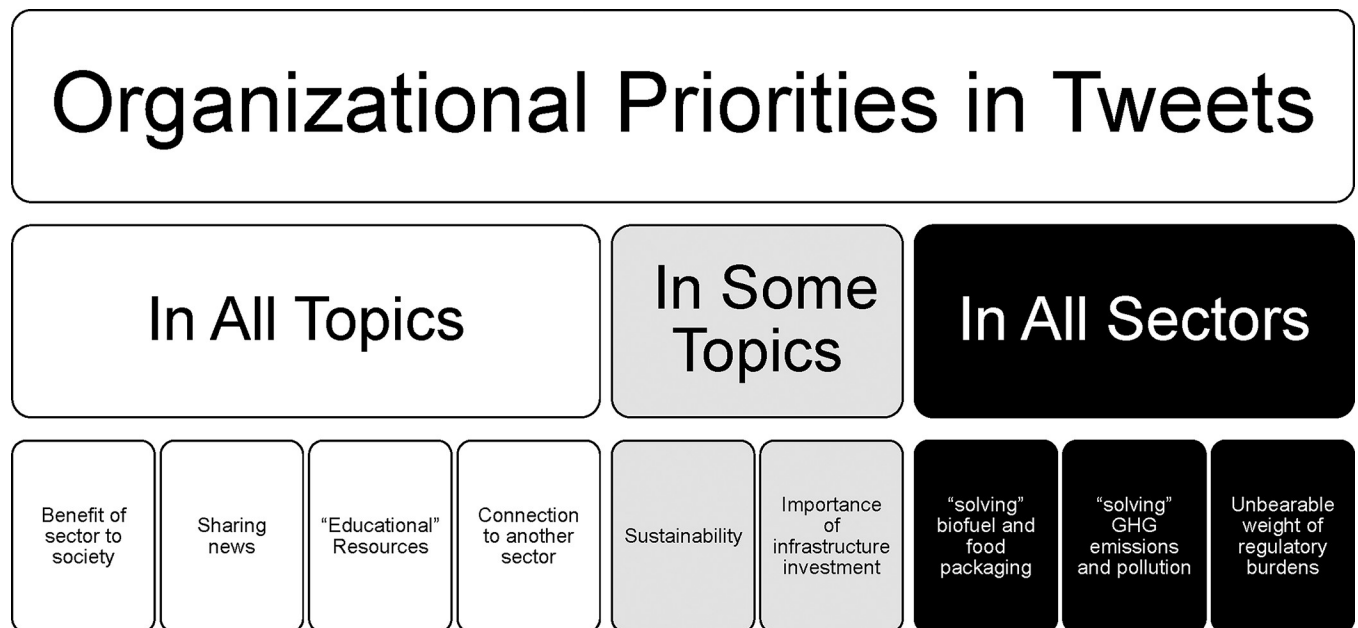 Organizational Priorities in Tweets
In All Topics
In Some
Topics
In All Sectors
Benefit of
sector to
society
Sharing
news
“Educational”
Resources
Connection
to another
sector
Sustainability
Importance
of
infrastructure
investment
“solving”
biofuel and
food
packaging
“solving”
GHG
emissions
and pollution
Unbearable
weight of
regulatory
burdens